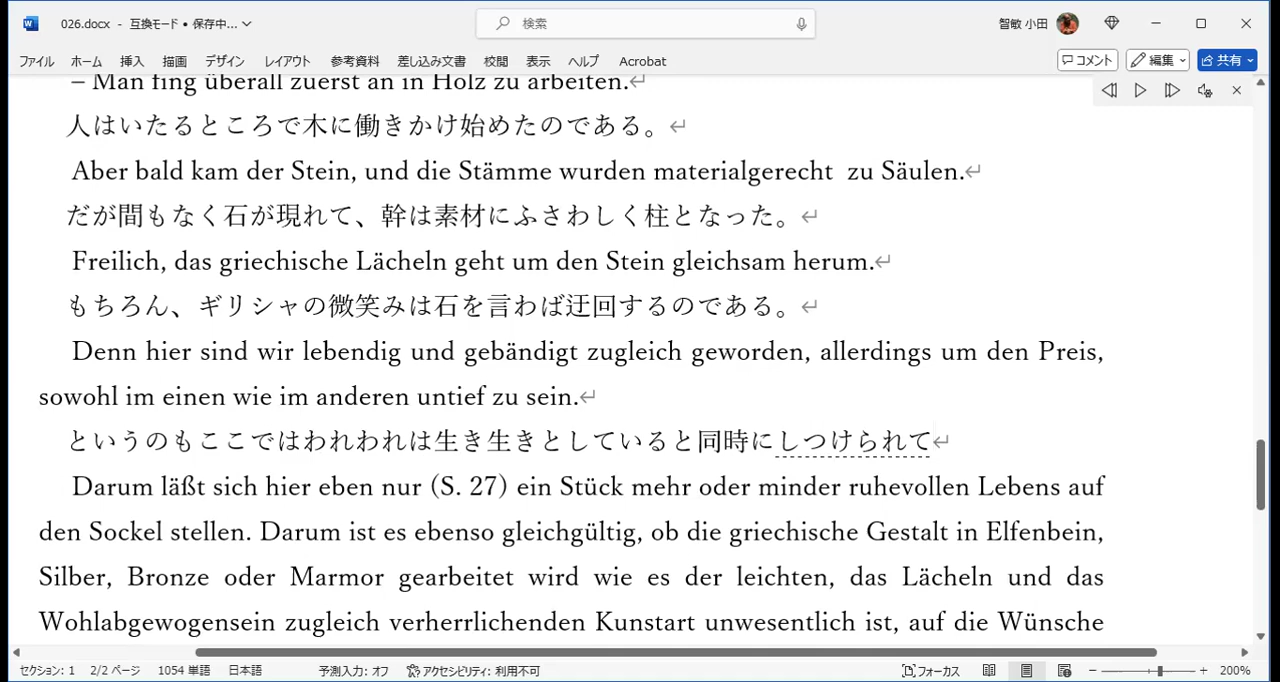 026.docx - 互換モード • 保存中...
検索
智敏 小田
ファイル ホーム 挿入 描画 デザイン レイアウト 参考資料 差し込み文書 校閲 表示 ヘルプ Acrobat
コメント 編集 共有
– Man fing überall zuerst an in Holz zu arbeiten.↵
人はいたるところで木に働きかけ始めたのである。↵
Aber bald kam der Stein, und die Stämme wurden materialgerecht  zu Säulen.↵
だが間もなく石が現れて、幹は素材にふさわしく柱となった。↵
Freilich, das griechische Lächeln geht um den Stein gleichsam herum.↵
もちろん、ギリシャの微笑みは石を言わば迂回するのである。↵
Denn hier sind wir lebendig und gebändigt zugleich geworden, allerdings um den Preis,
sowohl im einen wie im anderen untief zu sein.↵
というのもここではわれわれは生き生きとしていると同時にしつけられて↵
Darum läßt sich hier eben nur (S. 27) ein Stück mehr oder minder ruhevollen Lebens auf
den Sockel stellen. Darum ist es ebenso gleichgültig, ob die griechische Gestalt in Elfenbein,
Silber, Bronze oder Marmor gearbeitet wird wie es der leichten, das Lächeln und das
Wohlabgewogensein zugleich verherrlichenden Kunstart unwesentlich ist, auf die Wünsche
セクション: 1 2/2 ページ 1054 単語 日本語 予測入力: オフ アクセシビリティ: 利用不可 フォーカス − + 200%